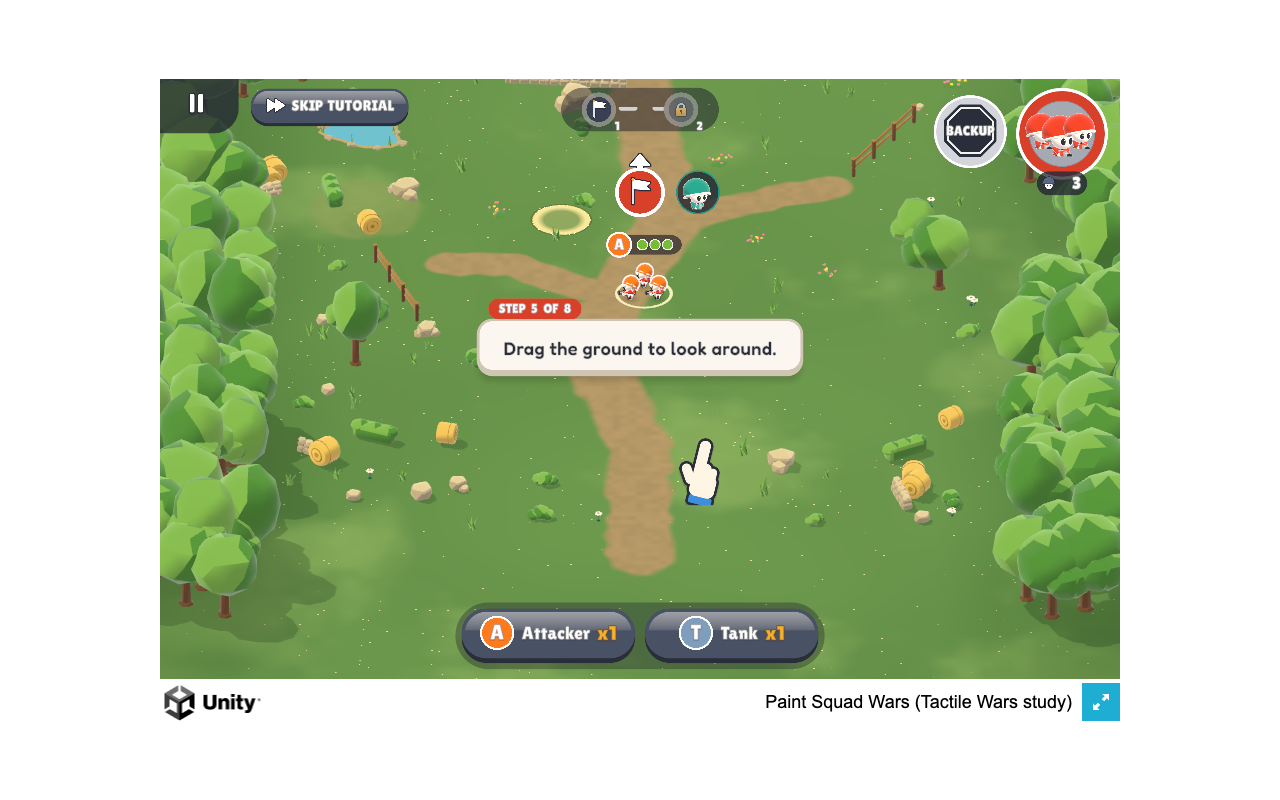 SKIP TUTORIAL
1
2
BACKUP
3
A
STEP 5 OF 8
Drag the ground to look around.
A Attacker x1
T Tank x1
Unity
Paint Squad Wars (Tactile Wars study)